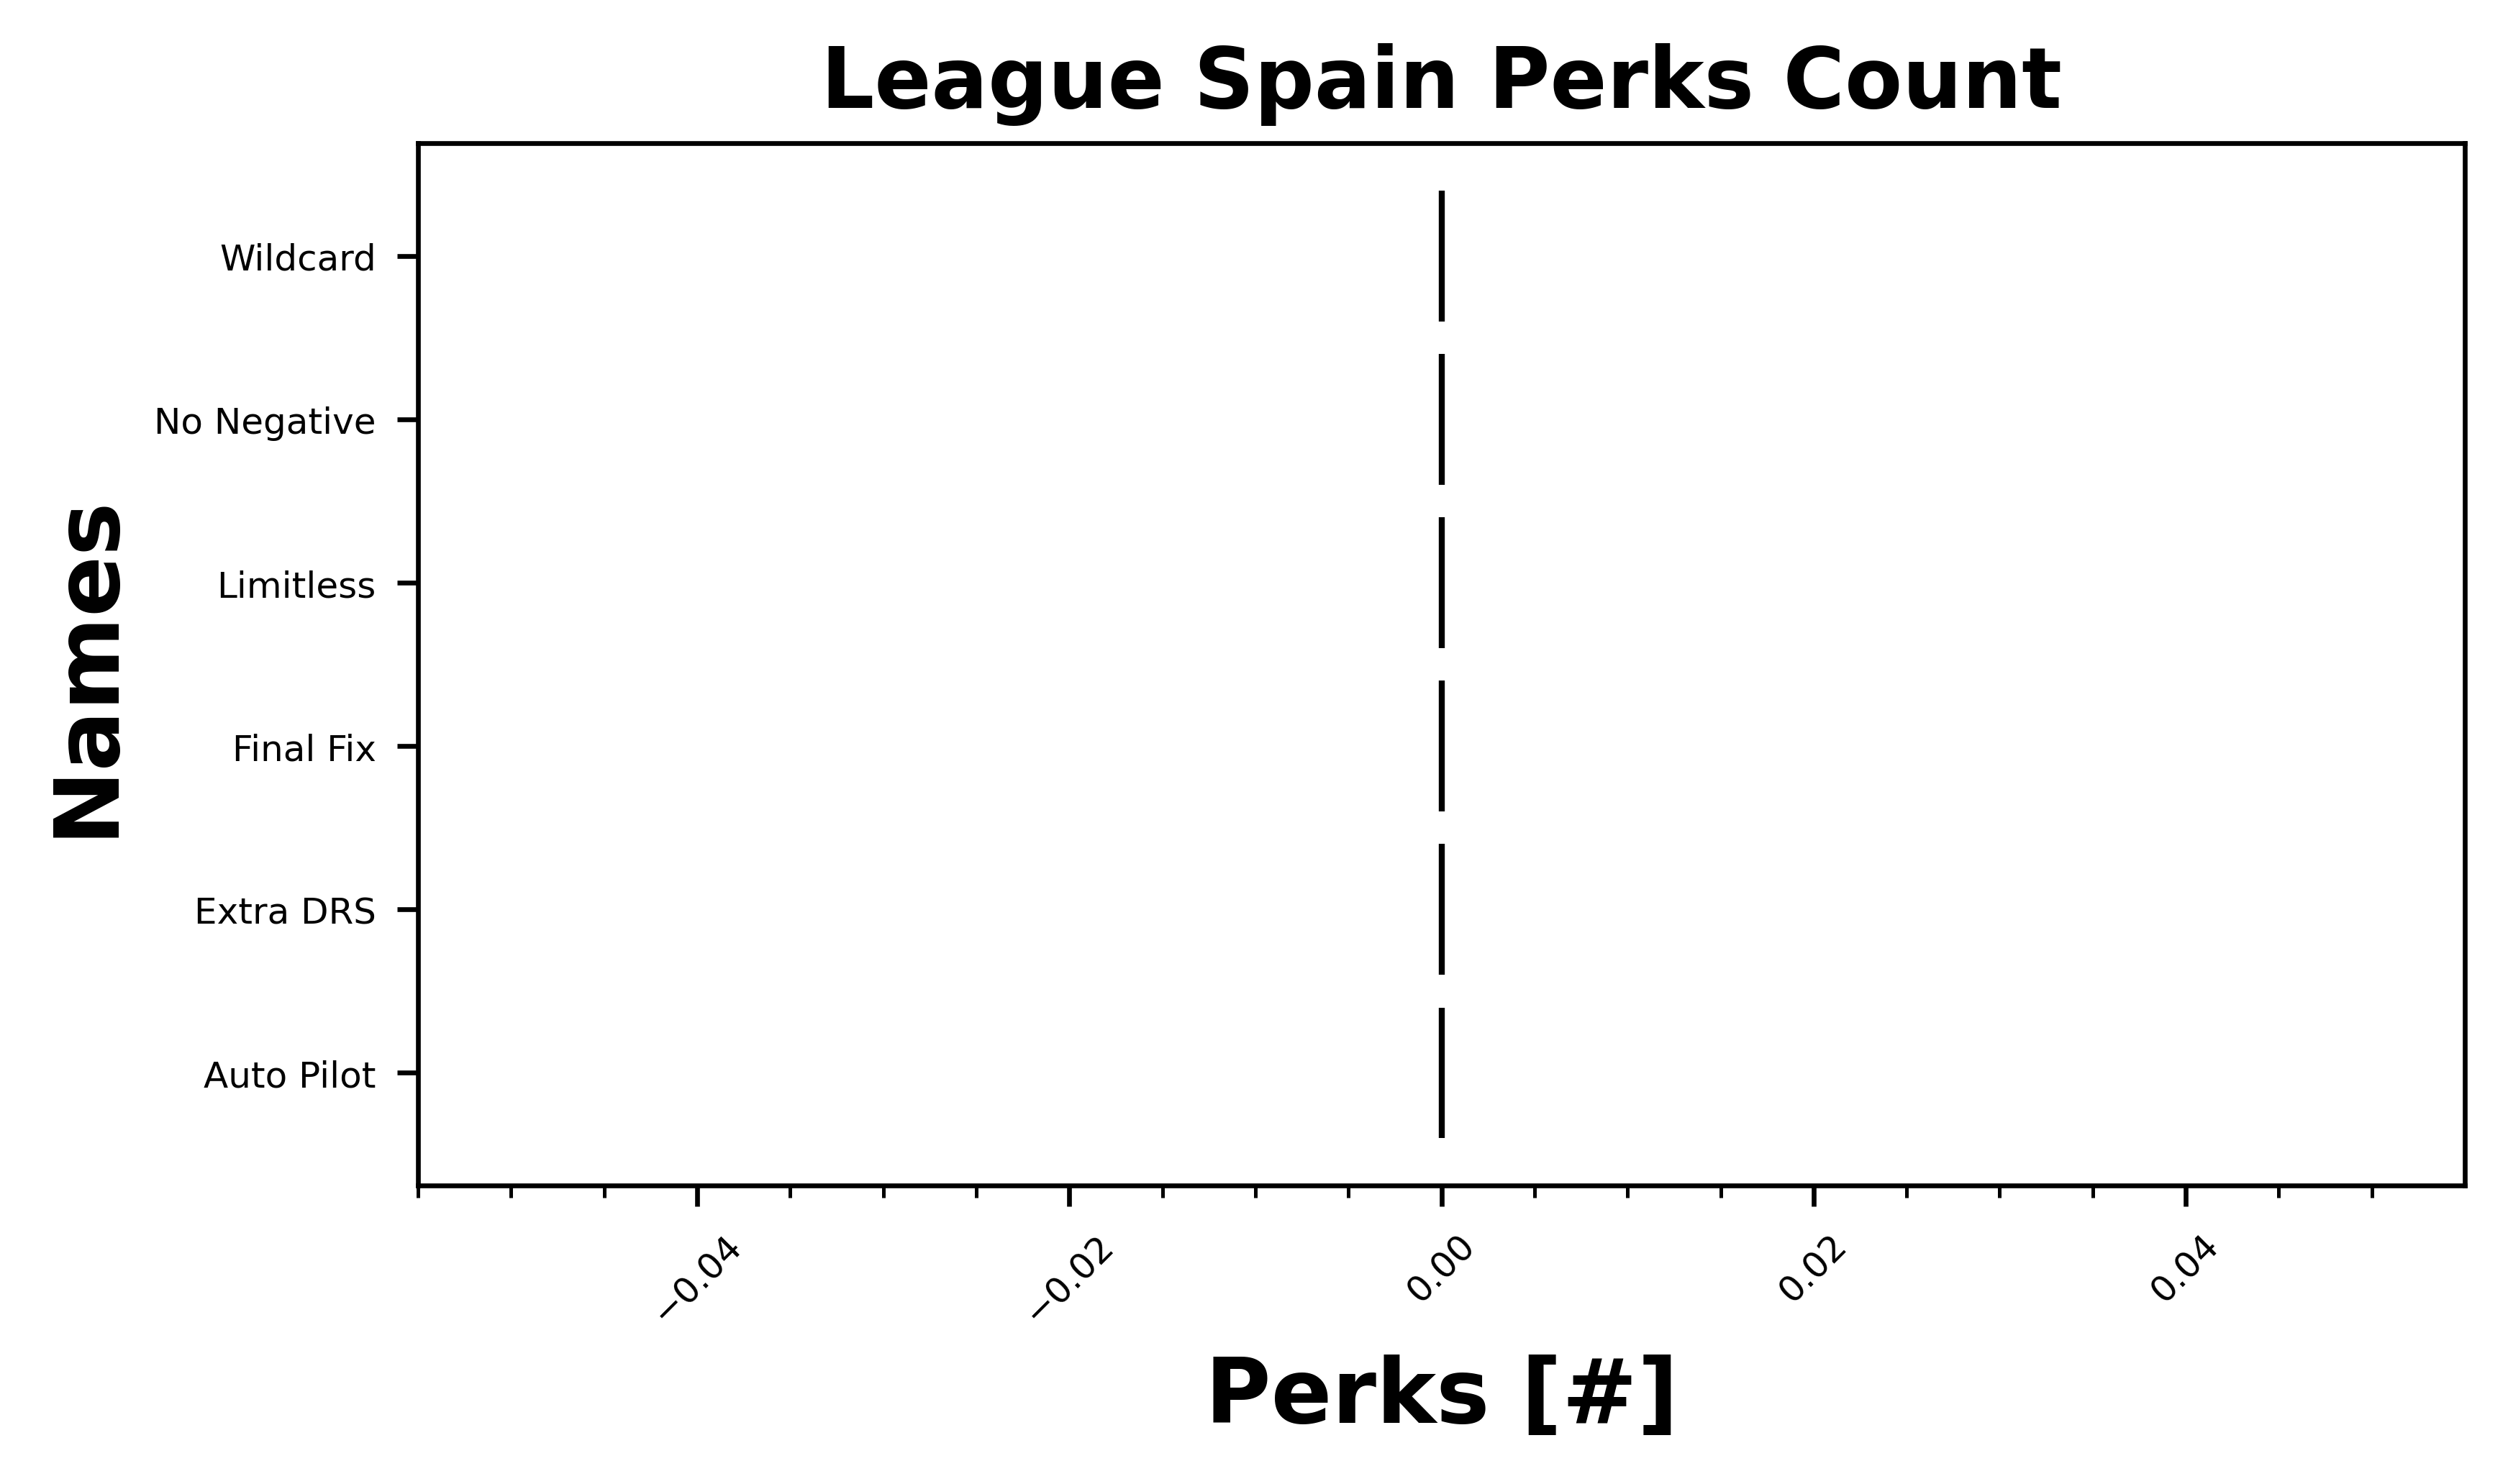 League Spain Perks Count
Names
Wildcard
No Negative
Limitless
Final Fix
Extra DRS
Auto Pilot
−0.04
−0.02
0.00
0.02
0.04
Perks [#]